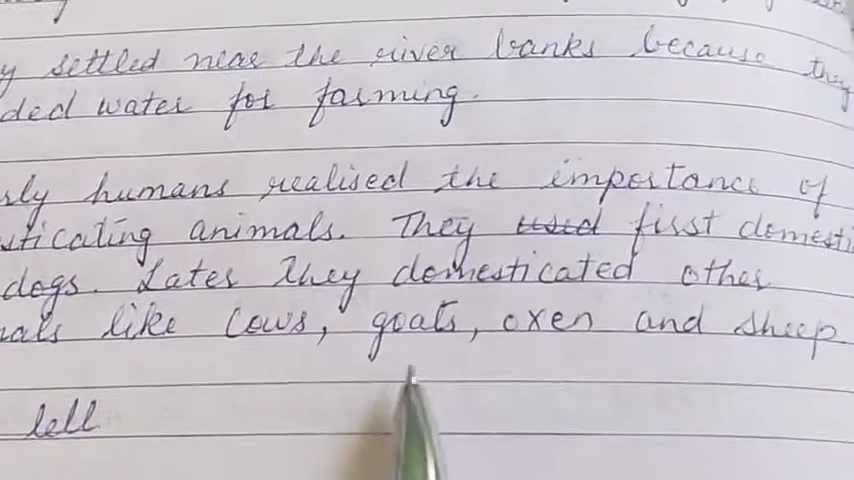 y settled near the river banks because they
ded water for farming.
rly humans realised the importance of
sticating animals. They used first domesti
dogs. Later they domesticated other
mals like cows, goats, oxen and sheep
lell